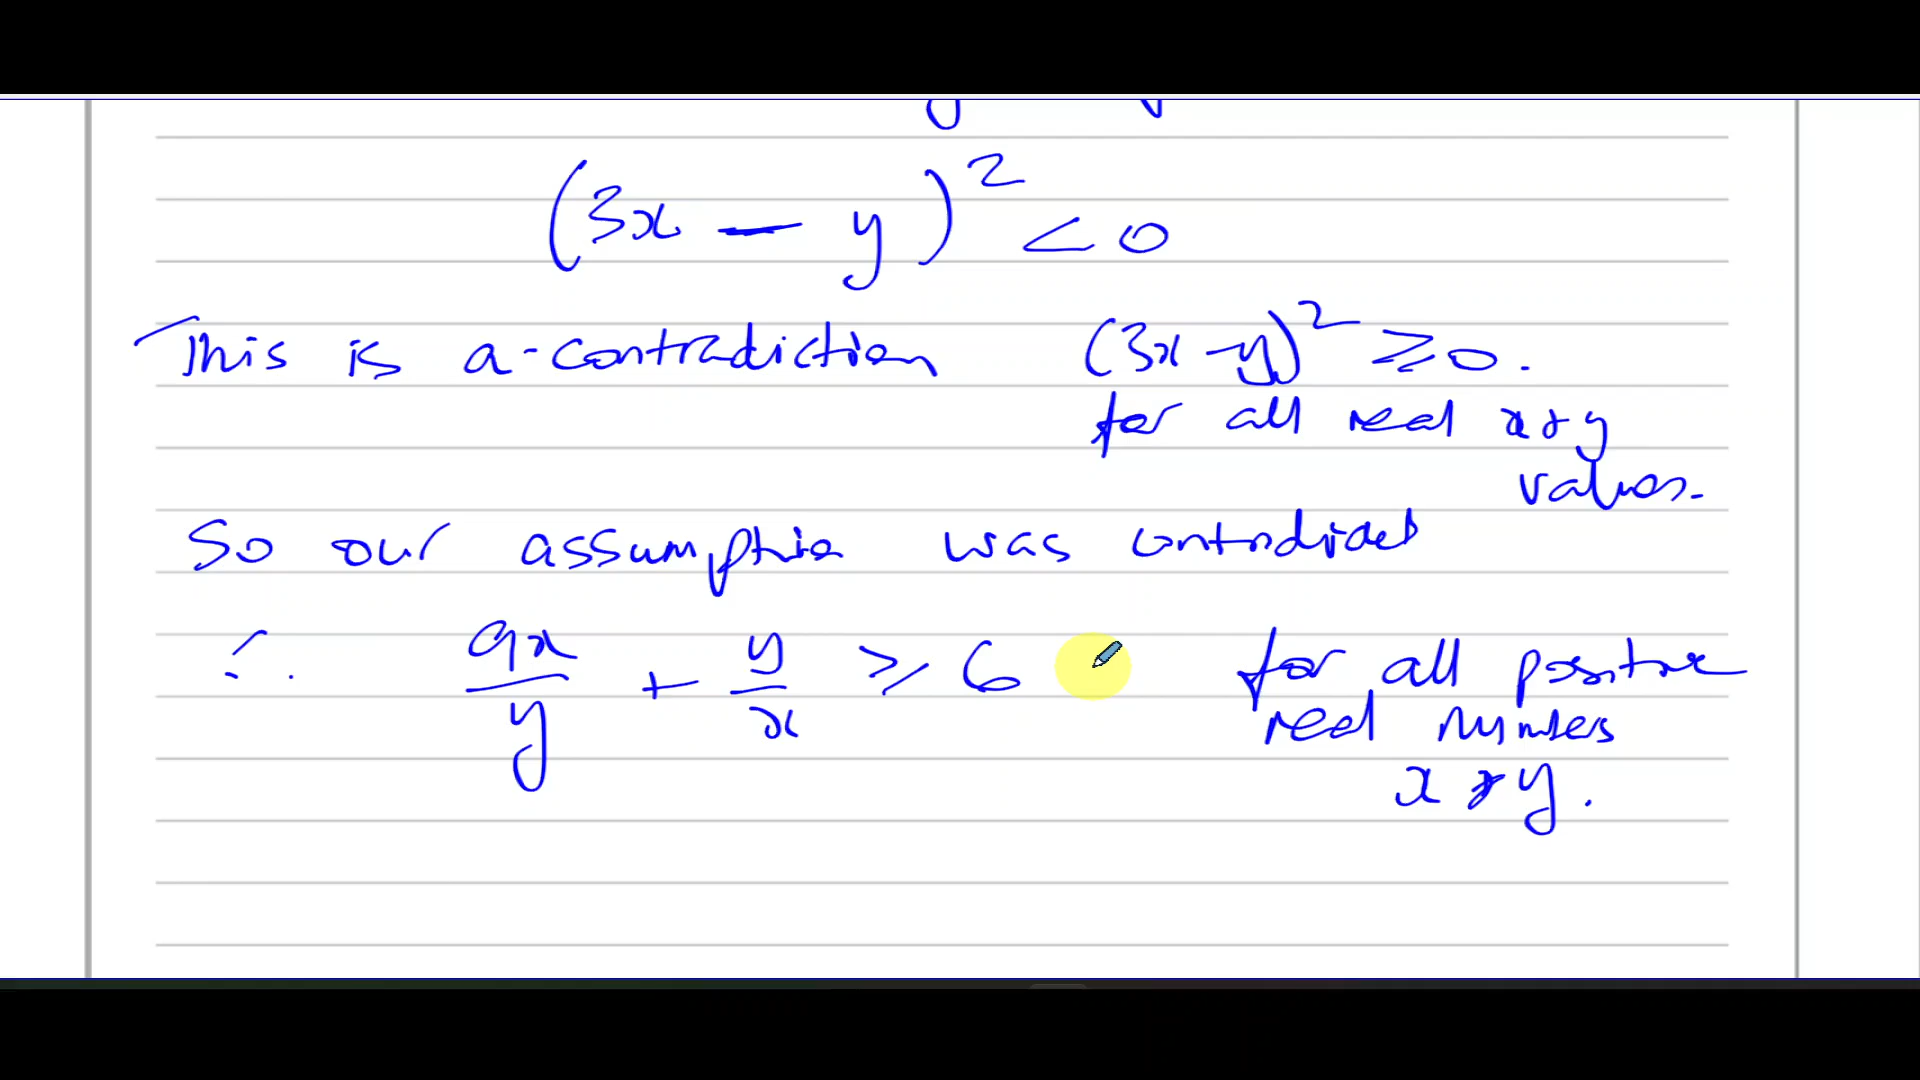 (3x - y)² < 0
This is a-contradiction (3x - y)² ≥ 0.
for all real x & y
values.
So our assumption was contradicted
∴ 9x/y + y/x ≥ 6 for all positive
real numbers
x & y.